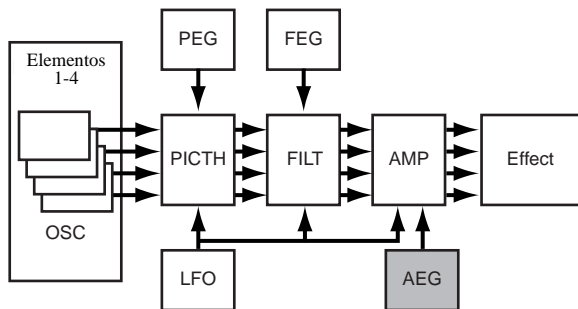 Elementos
1-4
PEG
FEG
PICTH
FILT
AMP
Effect
OSC
LFO
AEG